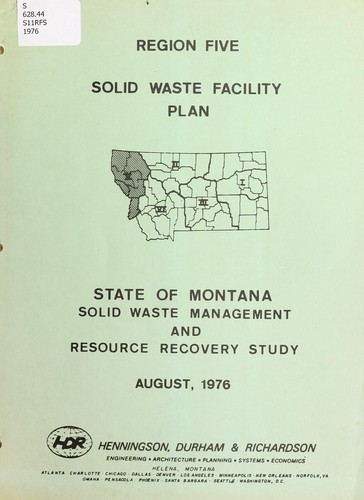 S
628.44
S11RFS
1976
REGION FIVE
SOLID WASTE FACILITY
PLAN
II
I
V
VI
STATE OF MONTANA
SOLID WASTE MANAGEMENT
AND
RESOURCE RECOVERY STUDY
AUGUST, 1976
HDR
HENNINGSON, DURHAM & RICHARDSON
ENGINEERING • ARCHITECTURE • PLANNING • SYSTEMS • ECONOMICS
HELENA, MONTANA
ATLANTA · CHARLOTTE · CHICAGO · DALLAS · DENVER · LOS ANGELES · MINNEAPOLIS · NEW ORLEANS · NORFOLK, VA
OMAHA · PENSACOLA · PHOENIX · SANTA BARBARA · SEATTLE · WASHINGTON, D.C.